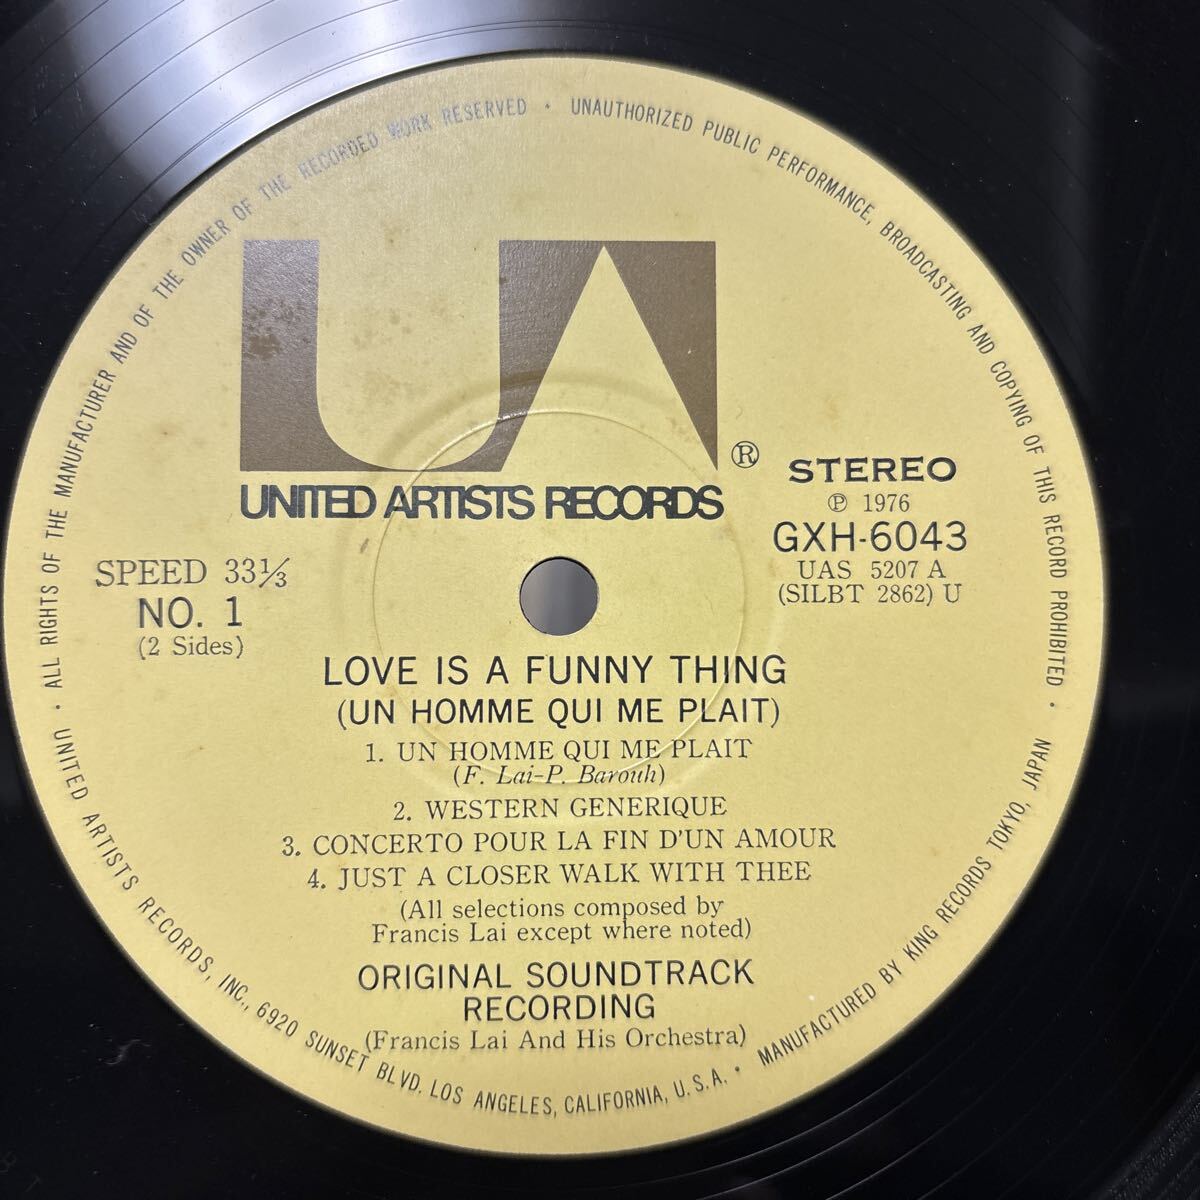 UA
®
UNITED ARTISTS RECORDS
STEREO
℗ 1976
GXH-6043
UAS 5207 A
(SILBT 2862) U
SPEED 33⅓
NO. 1
(2 Sides)
LOVE IS A FUNNY THING
(UN HOMME QUI ME PLAIT)
1. UN HOMME QUI ME PLAIT
(F. Lai-P. Barouh)
2. WESTERN GENERIQUE
3. CONCERTO POUR LA FIN D'UN AMOUR
4. JUST A CLOSER WALK WITH THEE
(All selections composed by
Francis Lai except where noted)
ORIGINAL SOUNDTRACK
RECORDING
(Francis Lai And His Orchestra)
· ALL RIGHTS OF THE MANUFACTURER AND OF THE OWNER OF THE RECORDED WORK RESERVED · UNAUTHORIZED PUBLIC PERFORMANCE, BROADCASTING AND COPYING OF THIS RECORD PROHIBITED ·
UNITED ARTISTS RECORDS, INC., 6920 SUNSET BLVD. LOS ANGELES, CALIFORNIA, U.S.A. · MANUFACTURED BY KING RECORDS TOKYO, JAPAN